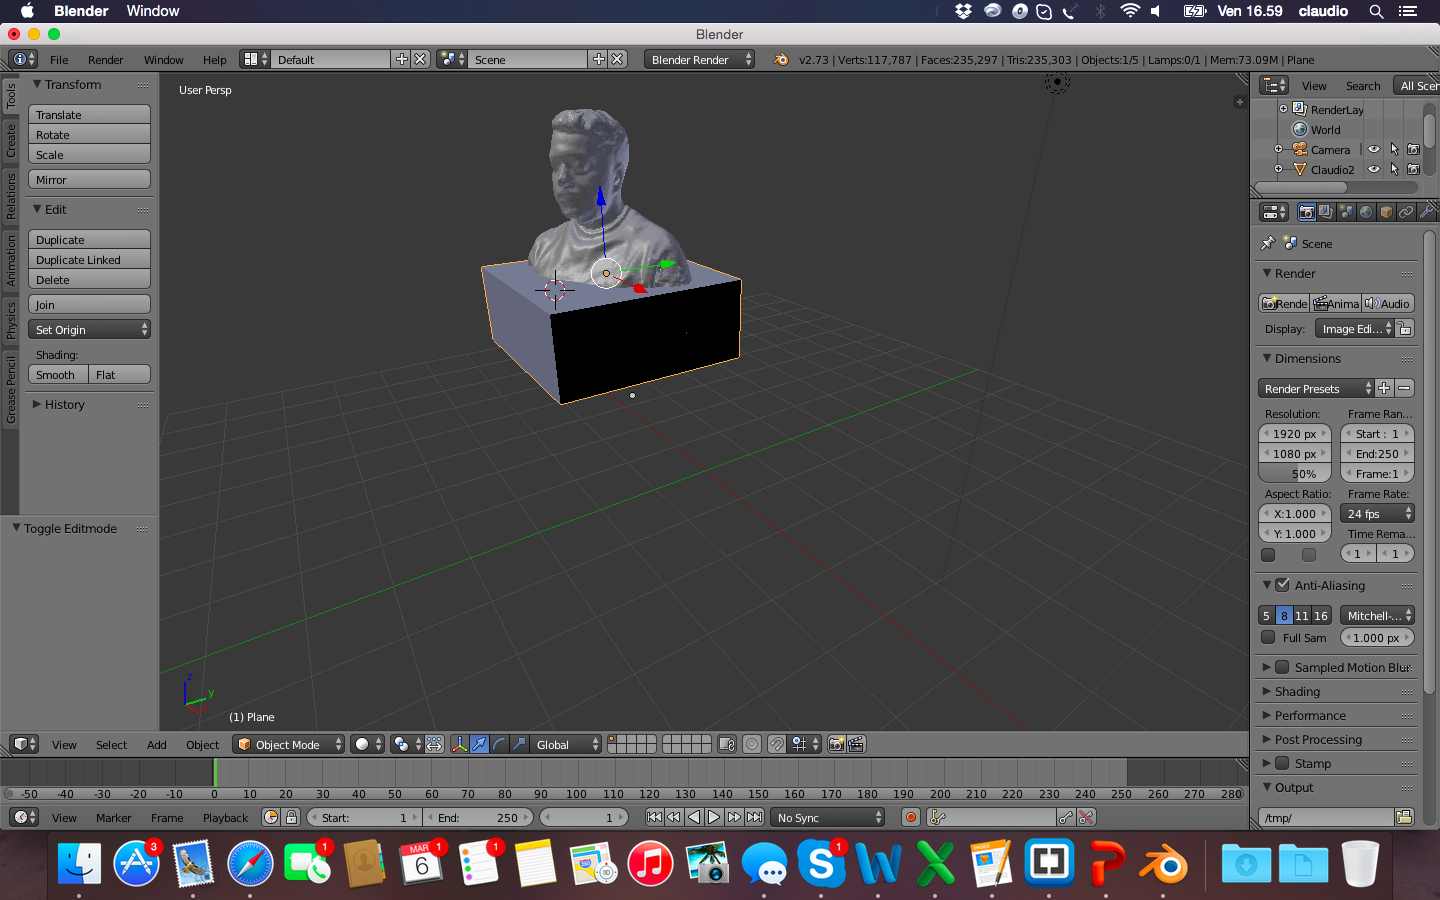 Blender Window
Ven 16.59 claudio
Blender
File Render Window Help
Default
Scene
Blender Render
v2.73 | Verts:117,787 | Faces:235,297 | Tris:235,303 | Objects:1/5 | Lamps:0/1 | Mem:73.09M | Plane
Tools
Create
Relations
Animation
Physics
Grease Pencil
Transform
Translate
Rotate
Scale
Mirror
Edit
Duplicate
Duplicate Linked
Delete
Join
Set Origin
Shading:
Smooth Flat
History
Toggle Editmode
User Persp
z
y
(1) Plane
View Search All Scer
RenderLay
World
Camera
Claudio2
Scene
Render
Rende Anima Audio
Display: Image Edi...
Dimensions
Render Presets
Resolution: Frame Ran...
1920 px Start : 1
1080 px End:250
50% Frame:1
Aspect Ratio: Frame Rate:
X:1.000 24 fps
Y: 1.000 Time Rema...
1 1
Anti-Aliasing
5 8 11 16 Mitchell-...
Full Sam 1.000 px
Sampled Motion Blur
Shading
Performance
Post Processing
Stamp
Output
/tmp/
View Select Add Object Object Mode Global
-50 -40 -30 -20 -10 0 10 20 30 40 50 60 70 80 90 100 110 120 130 140 150 160 170 180 190 200 210 220 230 240 250 260 270 280
View Marker Frame Playback Start: 1 End: 250 1 No Sync
3
1
MAR
6
1
1
1